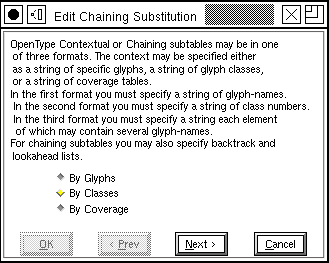 Edit Chaining Substitution
OpenType Contextual or Chaining subtables may be in one
of three formats. The context may be specified either
as a string of specific glyphs, a string of glyph classes,
or a string of coverage tables.
In the first format you must specify a string of glyph-names.
In the second format you must specify a string of class numbers.
In the third format you must specify a string each element
of which may contain several glyph-names.
For chaining subtables you may also specify backtrack and
lookahead lists.
By Glyphs
By Classes
By Coverage
OK < Prev Next > Cancel